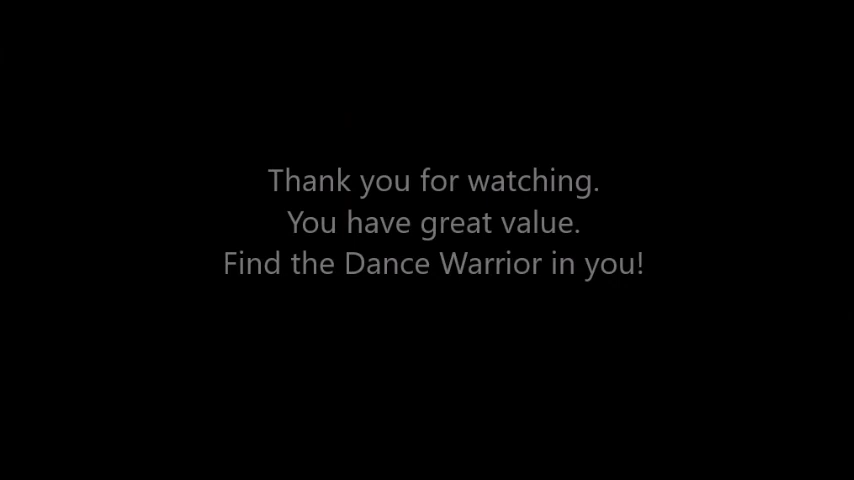 Thank you for watching.
You have great value.
Find the Dance Warrior in you!